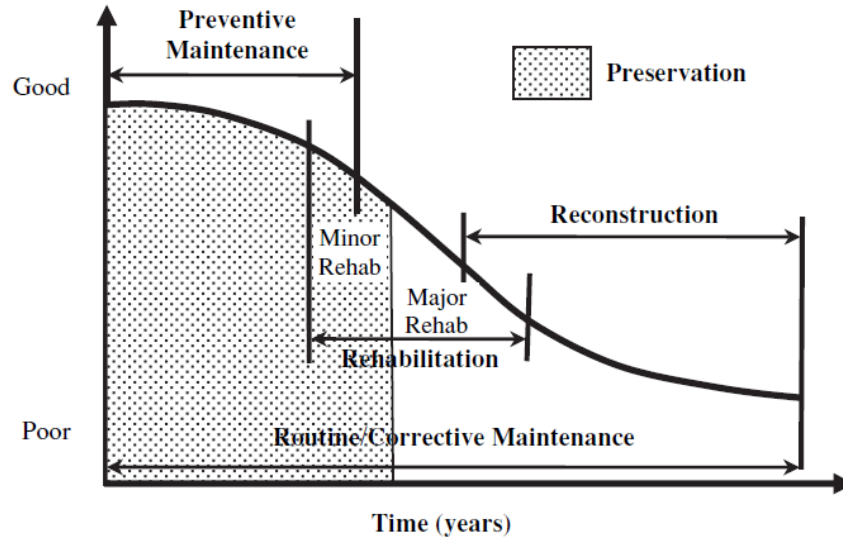 Preventive
Maintenance
Preservation
Good
Reconstruction
Minor
Rehab
Major
Rehab
Rehabilitation
Poor
Routine/Corrective Maintenance
Time (years)